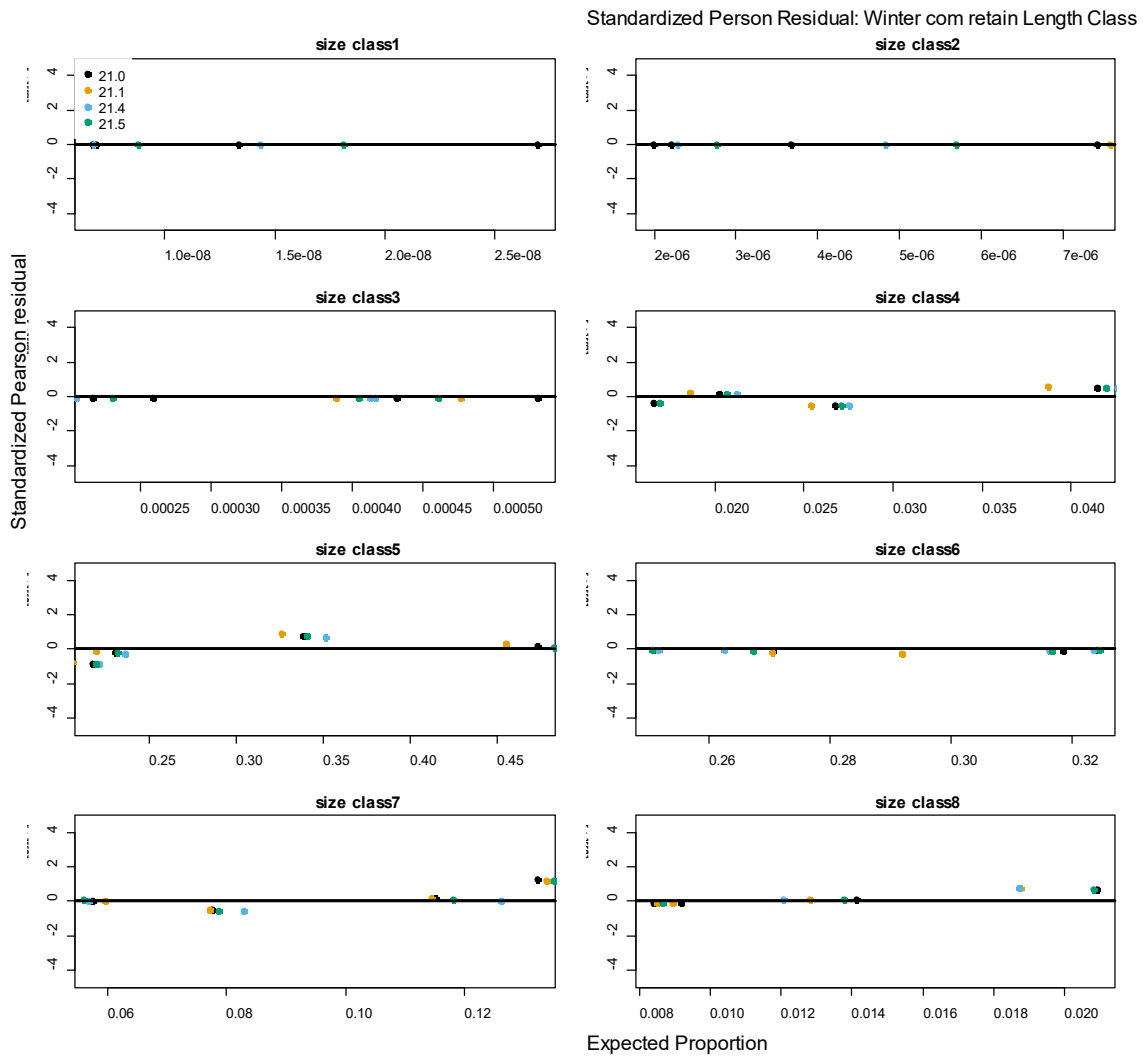 Standardized Person Residual: Winter com retain Length Class
size class1
size class2
4
2
0
-2
-4
21.0
21.1
21.4
21.5
1.0e-08 1.5e-08 2.0e-08 2.5e-08
4
2
0
-2
-4
2e-06 3e-06 4e-06 5e-06 6e-06 7e-06
size class3
size class4
4
2
0
-2
-4
0.00025 0.00030 0.00035 0.00040 0.00045 0.00050
4
2
0
-2
-4
0.020 0.025 0.030 0.035 0.040
Standardized Pearson residual
size class5
size class6
4
2
0
-2
-4
0.25 0.30 0.35 0.40 0.45
4
2
0
-2
-4
0.26 0.28 0.30 0.32
size class7
size class8
4
2
0
-2
-4
0.06 0.08 0.10 0.12
4
2
0
-2
-4
0.008 0.010 0.012 0.014 0.016 0.018 0.020
Expected Proportion